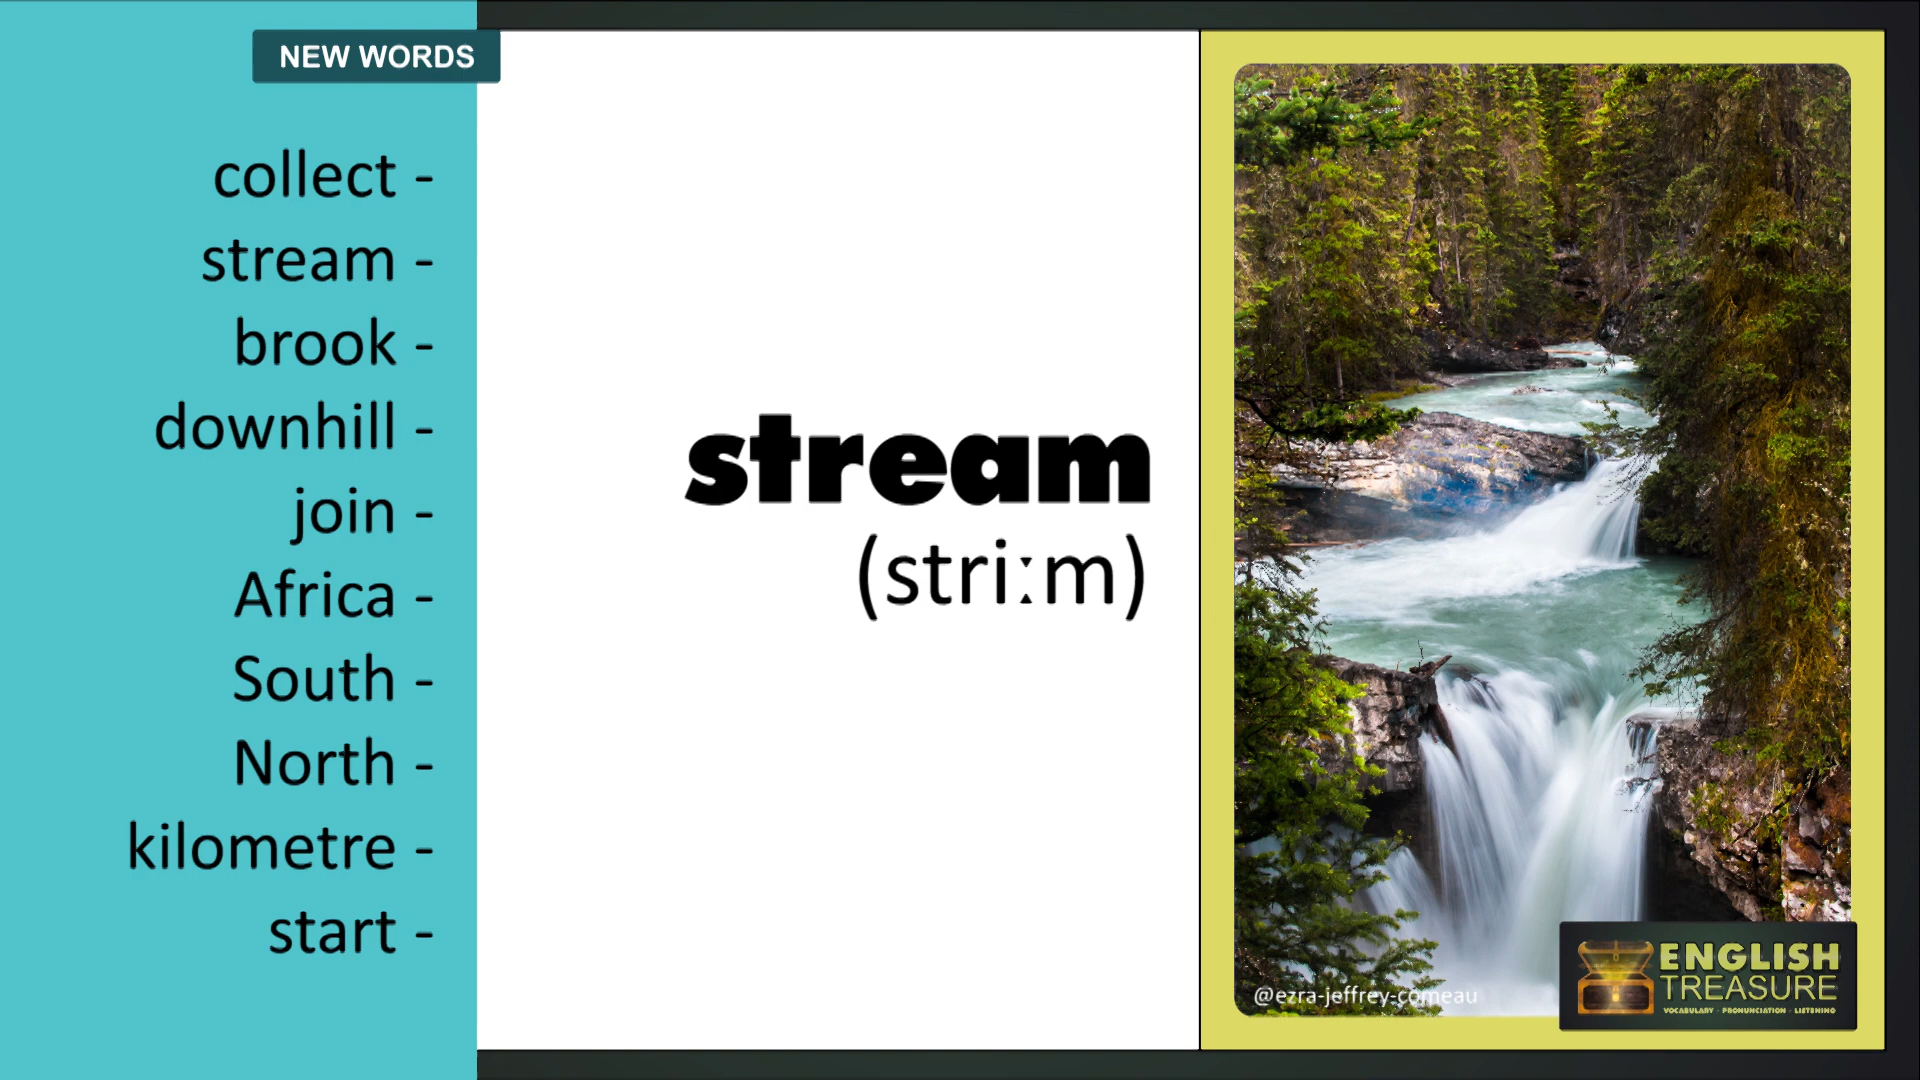 NEW WORDS
collect -
stream -
brook -
downhill -
join -
Africa -
South -
North -
kilometre -
start -
stream
(striːm)
@ezra-jeffrey-comeau
ENGLISH
TREASURE
VOCABULARY - PRONUNCIATION - LISTENING